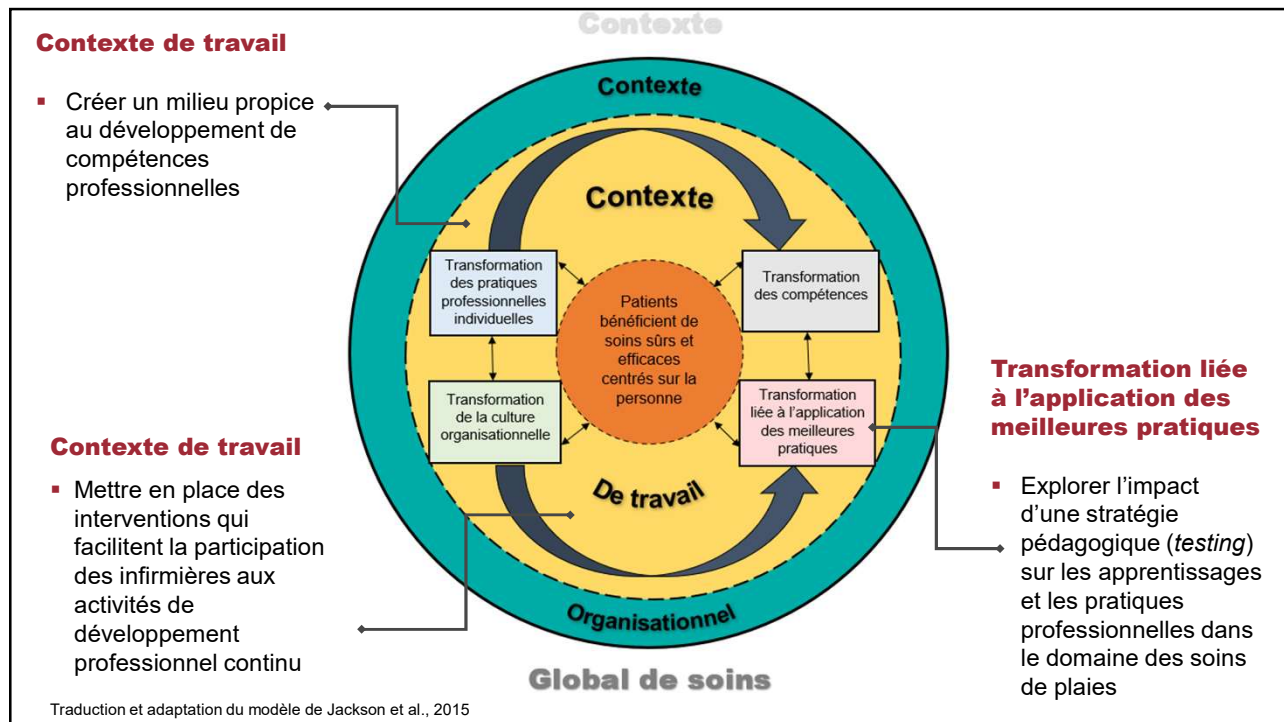 Contexte
Contexte de travail
▪ Créer un milieu propice
au développement de
compétences
professionnelles
Contexte de travail
▪ Mettre en place des
interventions qui
facilitent la participation
des infirmières aux
activités de
développement
professionnel continu
Contexte
Contexte
Transformation
des pratiques
professionnelles
individuelles
Transformation
des compétences
Patients
bénéficient de
soins sûrs et
efficaces
centrés sur la
personne
Transformation
de la culture
organisationnelle
Transformation
liée à l'application
des meilleures
pratiques
De travail
Organisationnel
Global de soins
Transformation liée
à l'application des
meilleures pratiques
▪ Explorer l'impact
d'une stratégie
pédagogique (testing)
sur les apprentissages
et les pratiques
professionnelles dans
le domaine des soins
de plaies
Traduction et adaptation du modèle de Jackson et al., 2015